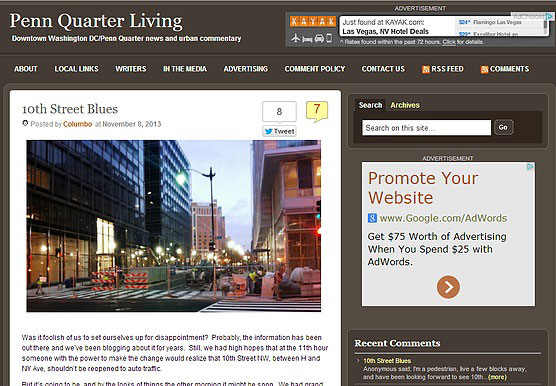 Penn Quarter Living
Downtown Washington DC/Penn Quarter news and urban commentary
ADVERTISEMENT
KAYAK
Just found at KAYAK.com:
Las Vegas, NV Hotel Deals
$24* Flamingo Las Vegas
$29* Excalibur Hotel an
AdChoices
^ Rates found within the past 72 hours. Click for details.
ABOUT LOCAL LINKS WRITERS IN THE MEDIA ADVERTISING COMMENT POLICY CONTACT US RSS FEED COMMENTS
10th Street Blues
Posted by Columbo at November 8, 2013
8
Tweet
7
Was it foolish of us to set ourselves up for disappointment? Probably, the information has been
out there and we've been blogging about it for years. Still, we had high hopes that at the 11th hour
someone with the power to make the change would realize that 10th Street NW, between H and
NY Ave, shouldn't be reopened to auto traffic.
But it's going to be, and by the looks of things the other morning it might be soon. We had grand
Search Archives
Search on this site...
Go
ADVERTISEMENT
Promote Your
Website
www.Google.com/AdWords
Get $75 Worth of Advertising
When You Spend $25 with
AdWords.
Recent Comments
10th Street Blues
Anonymous said: I'm a pedestrian, live a few blocks away,
and have been looking forward to seeing 10th...(more)